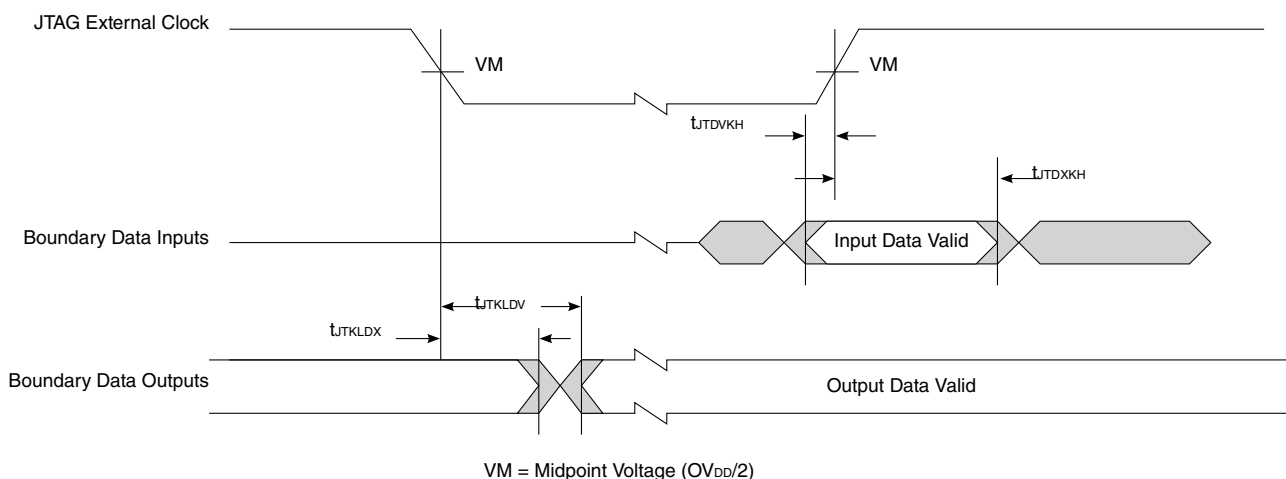 JTAG External Clock
VM
VM
tJTDVKH
tJTDXKH
Boundary Data Inputs
Input Data Valid
tJTKLDV
tJTKLDX
Boundary Data Outputs
Output Data Valid
VM = Midpoint Voltage (OVDD/2)